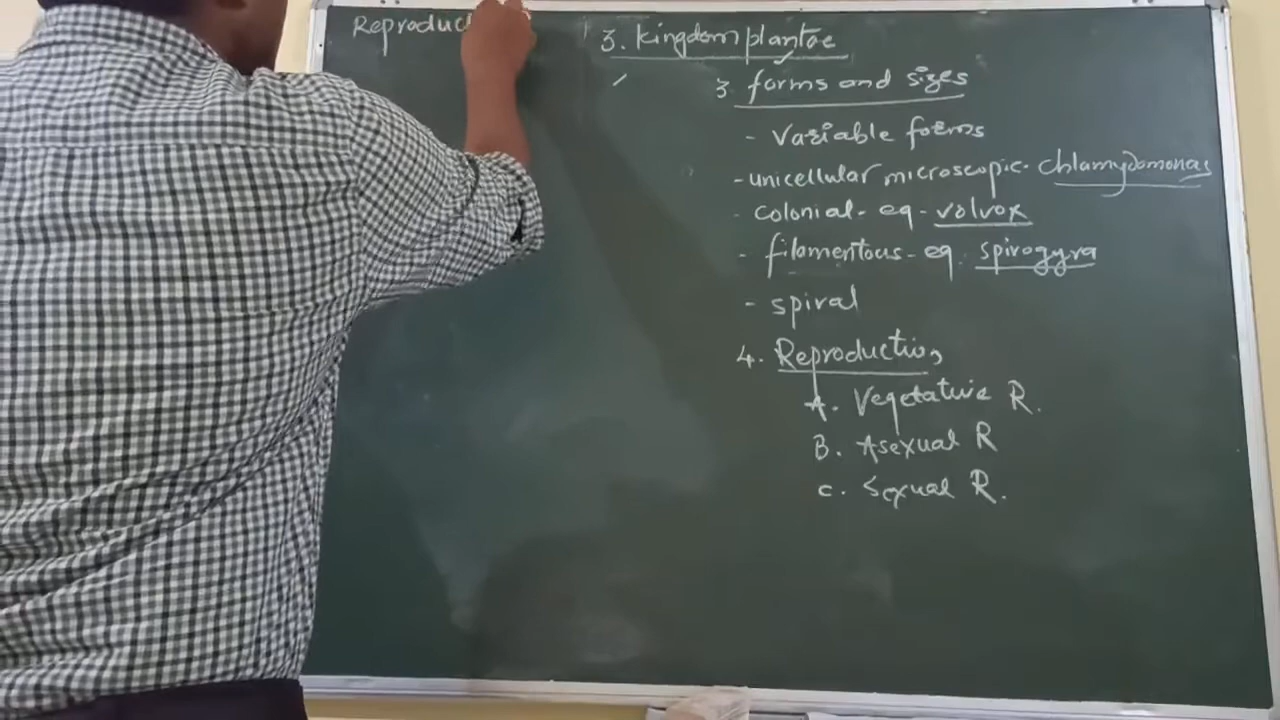 Reproduct
3. kingdom plantae
3. forms and sizes
- Variable forms
- unicellular microscopic - chlamydomonas
- colonial - eg - volvox
- filamentous - eg. spirogyra
- spiral
4. Reproduction
A. Vegetative R.
B. Asexual R
C. Sexual R.